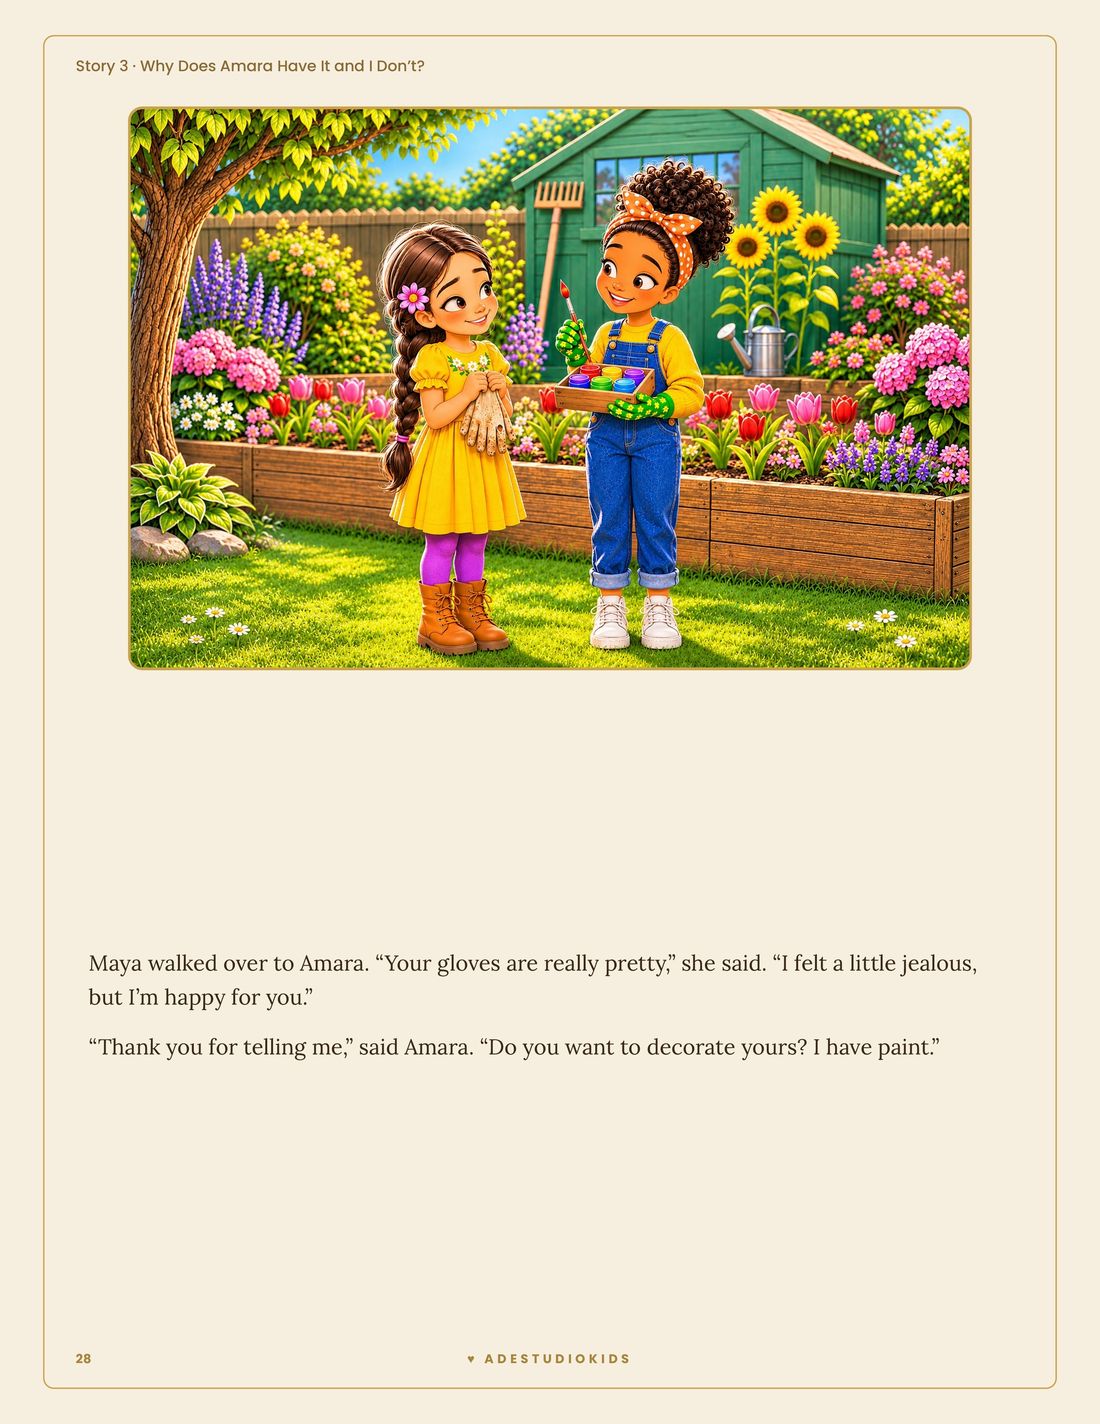 Story 3 · Why Does Amara Have It and I Don’t?
Maya walked over to Amara. “Your gloves are really pretty,” she said. “I felt a little jealous,
but I’m happy for you.”
“Thank you for telling me,” said Amara. “Do you want to decorate yours? I have paint.”
28
♥ ADESTUDIOKIDS